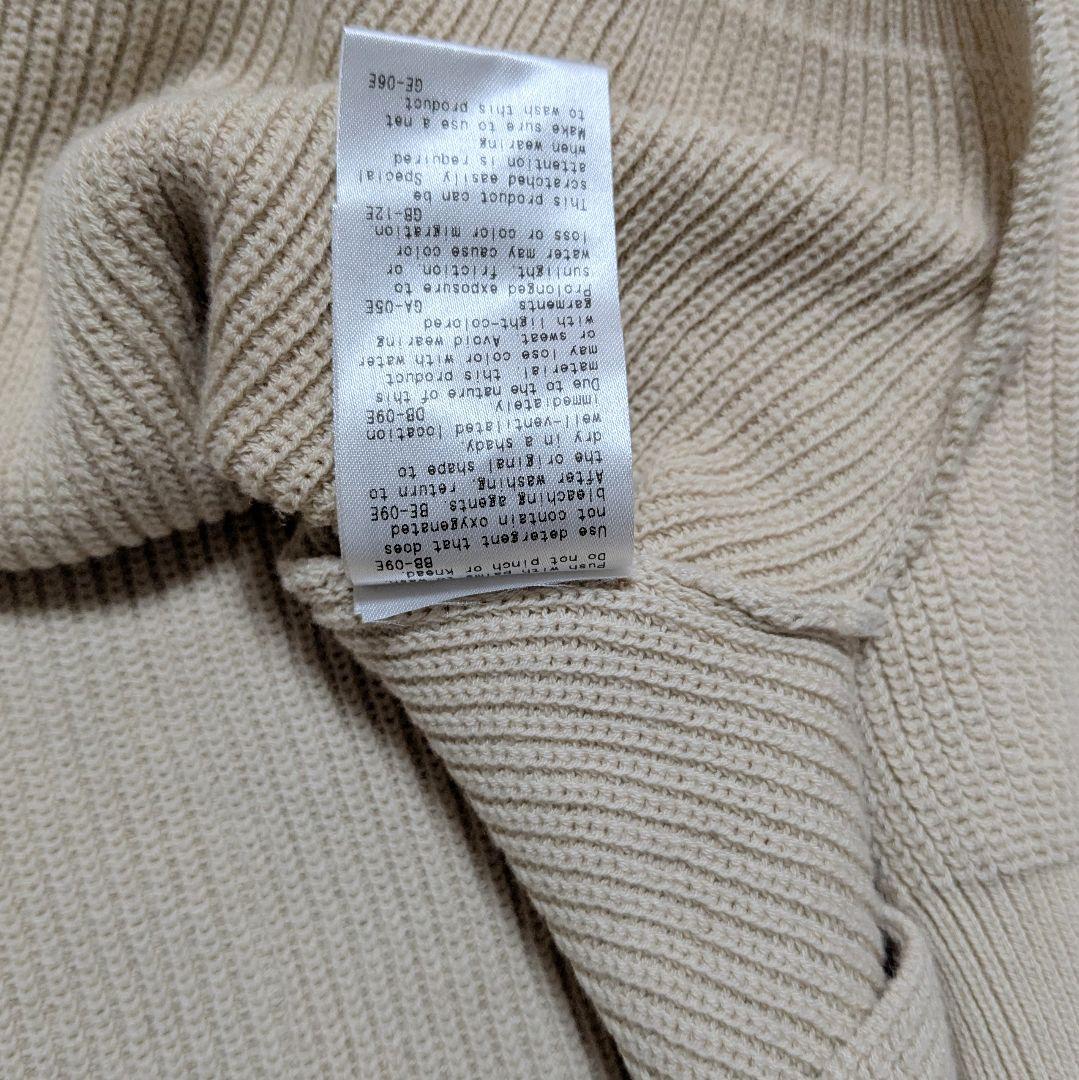 Push with palms
Do not pinch or knead.
BB-09E
Use detergent that does
not contain oxygenated
bleaching agents BE-09E
After washing, return to
the original shape to
dry in a shady
well-ventilated location
immediately DB-09E
Due to the nature of this
material, this product
may lose color with water
or sweat. Avoid wearing
with light-colored
garments. GA-05E
Prolonged exposure to
sunlight, friction, or
water may cause color
loss or color migration.
GB-12E
This product can be
scratched easily. Special
attention is required
when wearing
Make sure to use a net
to wash this product
GE-06E